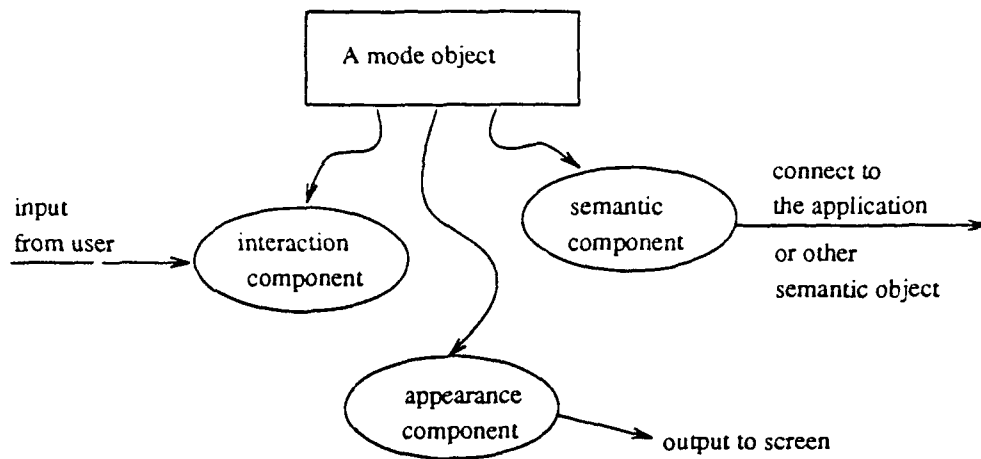 A mode object
input
from user
interaction
component
semantic
component
connect to
the application
or other
semantic object
appearance
component
output to screen